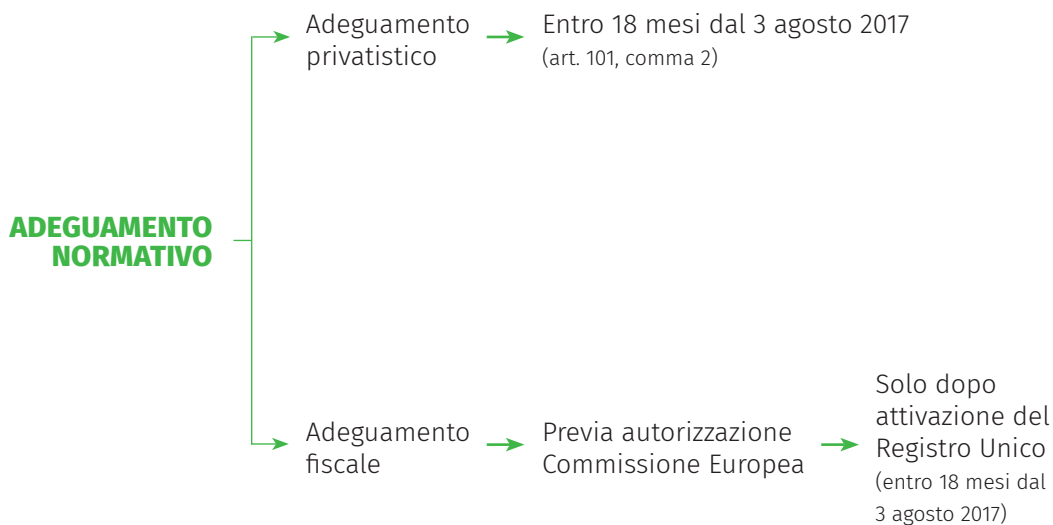 Adeguamento
privatistico
Entro 18 mesi dal 3 agosto 2017
(art. 101, comma 2)
ADEGUAMENTO
NORMATIVO
Adeguamento
fiscale
Previa autorizzazione
Commissione Europea
Solo dopo
attivazione del
Registro Unico
(entro 18 mesi dal
3 agosto 2017)